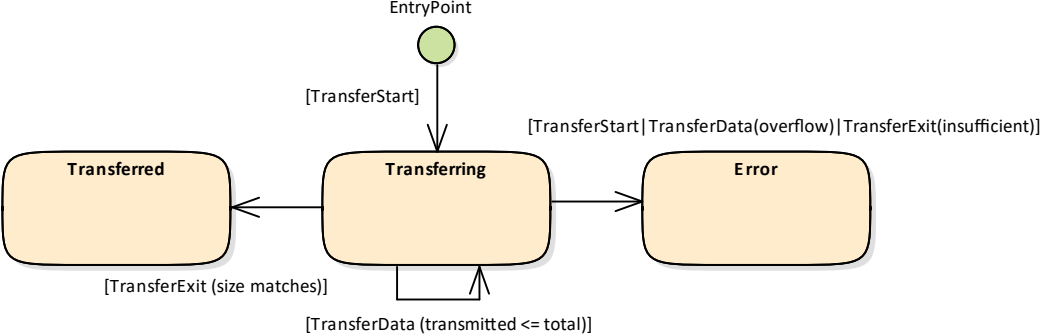 EntryPoint
[TransferStart]
[TransferStart|TransferData(overflow)|TransferExit(insufficient)]
Transferred
Transferring
Error
[TransferExit (size matches)]
[TransferData (transmitted <= total)]